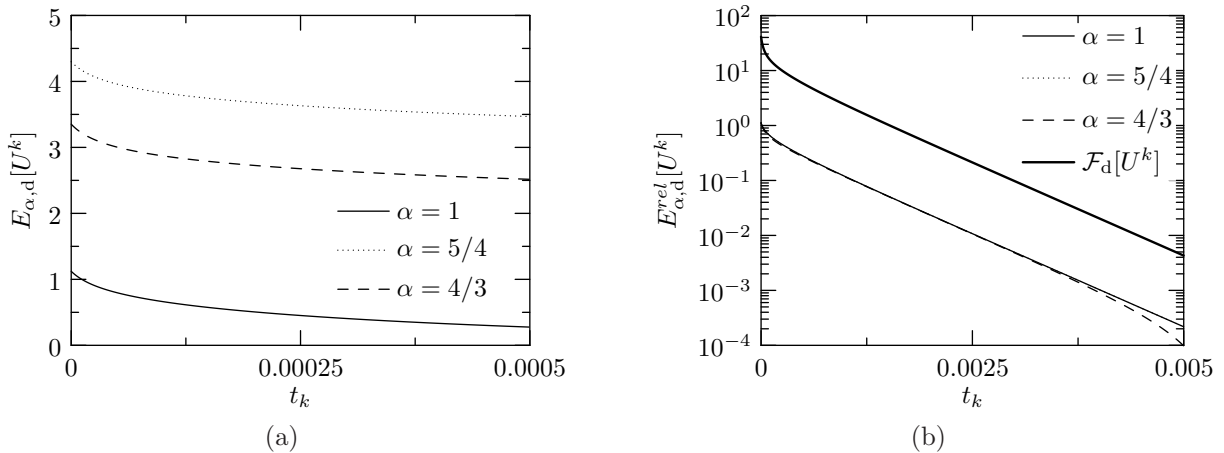 E_{α,d}[U^k]
5
4
3
2
1
0
α = 1
α = 5/4
α = 4/3
0
0.00025
0.0005
t_k
(a)
E^{rel}_{α,d}[U^k]
10^2
10^1
10^0
10^{−1}
10^{−2}
10^{−3}
10^{−4}
α = 1
α = 5/4
α = 4/3
ℱ_d[U^k]
0
0.0025
0.005
t_k
(b)